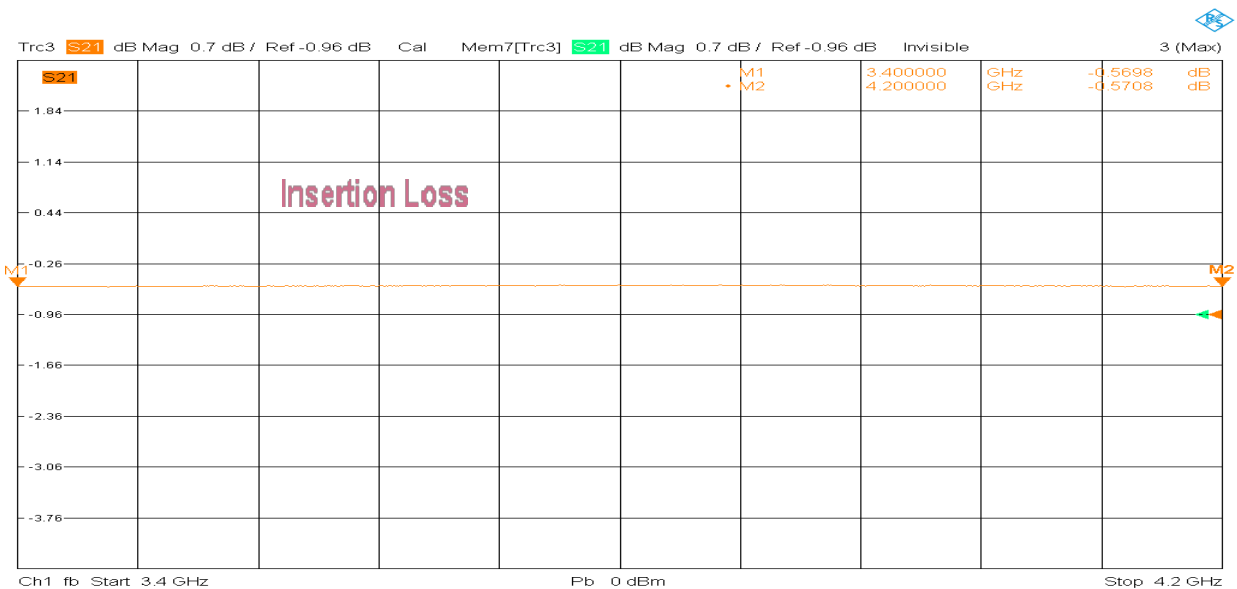 Trc3 S21 dB Mag 0.7 dB / Ref -0.96 dB Cal Mem7[Trc3] S21 dB Mag 0.7 dB / Ref -0.96 dB Invisible 3 (Max)
S21
M1 3.400000 GHz -0.5698 dB
• M2 4.200000 GHz -0.5708 dB
1.84
1.14
Insertion Loss
0.44
-0.26
M1
M2
-0.96
-1.66
-2.36
-3.06
-3.76
Ch1 fb Start 3.4 GHz Pb 0 dBm Stop 4.2 GHz